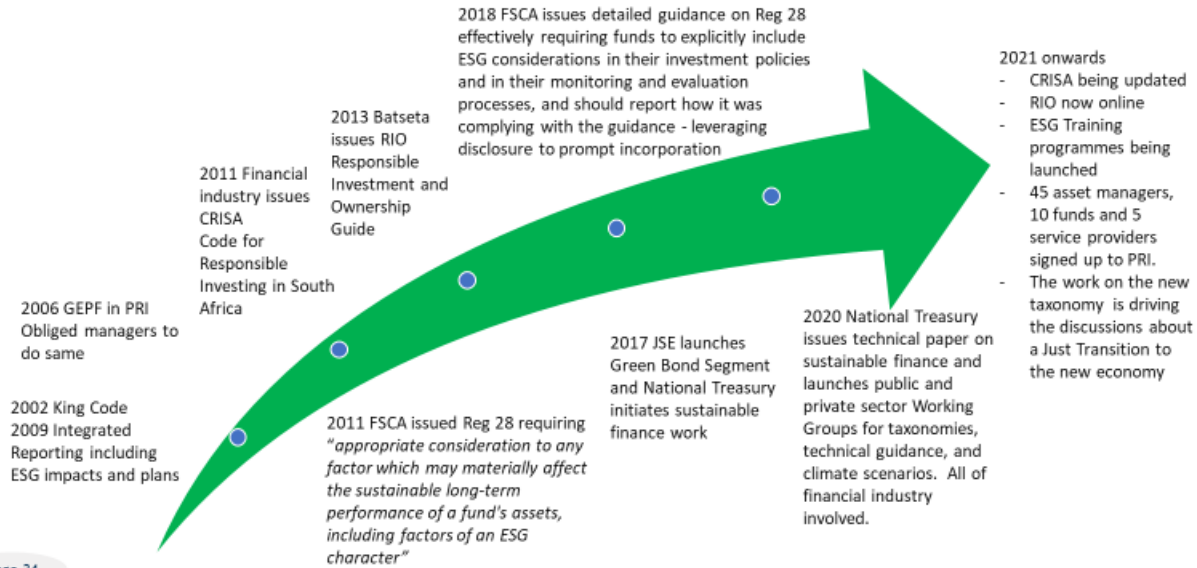 2018 FSCA issues detailed guidance on Reg 28
effectively requiring funds to explicitly include
ESG considerations in their investment policies
and in their monitoring and evaluation
processes, and should report how it was
complying with the guidance - leveraging
disclosure to prompt incorporation
2021 onwards
- CRISA being updated
- RIO now online
- ESG Training
programmes being
launched
- 45 asset managers,
10 funds and 5
service providers
signed up to PRI.
- The work on the new
taxonomy is driving
the discussions about
a Just Transition to
the new economy
2013 Batseta
issues RIO
Responsible
Investment and
Ownership
Guide
2011 Financial
industry issues
CRISA
Code for
Responsible
Investing in South
Africa
2006 GEPF in PRI
Obliged managers to
do same
2002 King Code
2009 Integrated
Reporting including
ESG impacts and plans
2011 FSCA issued Reg 28 requiring
"appropriate consideration to any
factor which may materially affect
the sustainable long-term
performance of a fund's assets,
including factors of an ESG
character"
2017 JSE launches
Green Bond Segment
and National Treasury
initiates sustainable
finance work
2020 National Treasury
issues technical paper on
sustainable finance and
launches public and
private sector Working
Groups for taxonomies,
technical guidance, and
climate scenarios. All of
financial industry
involved.